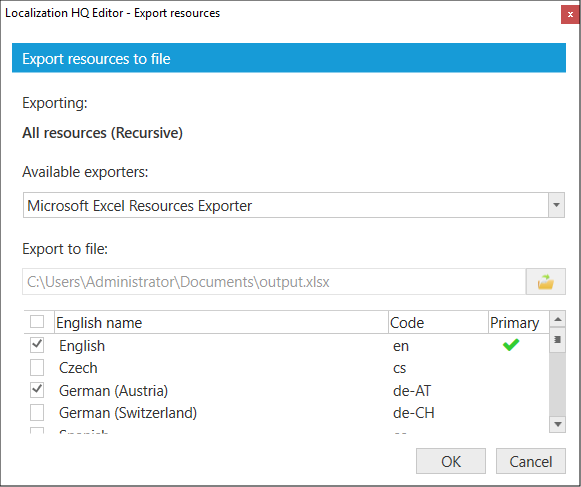 Localization HQ Editor - Export resources
Export resources to file
Exporting:
All resources (Recursive)
Available exporters:
Microsoft Excel Resources Exporter
Export to file:
C:\Users\Administrator\Documents\output.xlsx
English name Code Primary
English en
Czech cs
German (Austria) de-AT
German (Switzerland) de-CH
OK Cancel